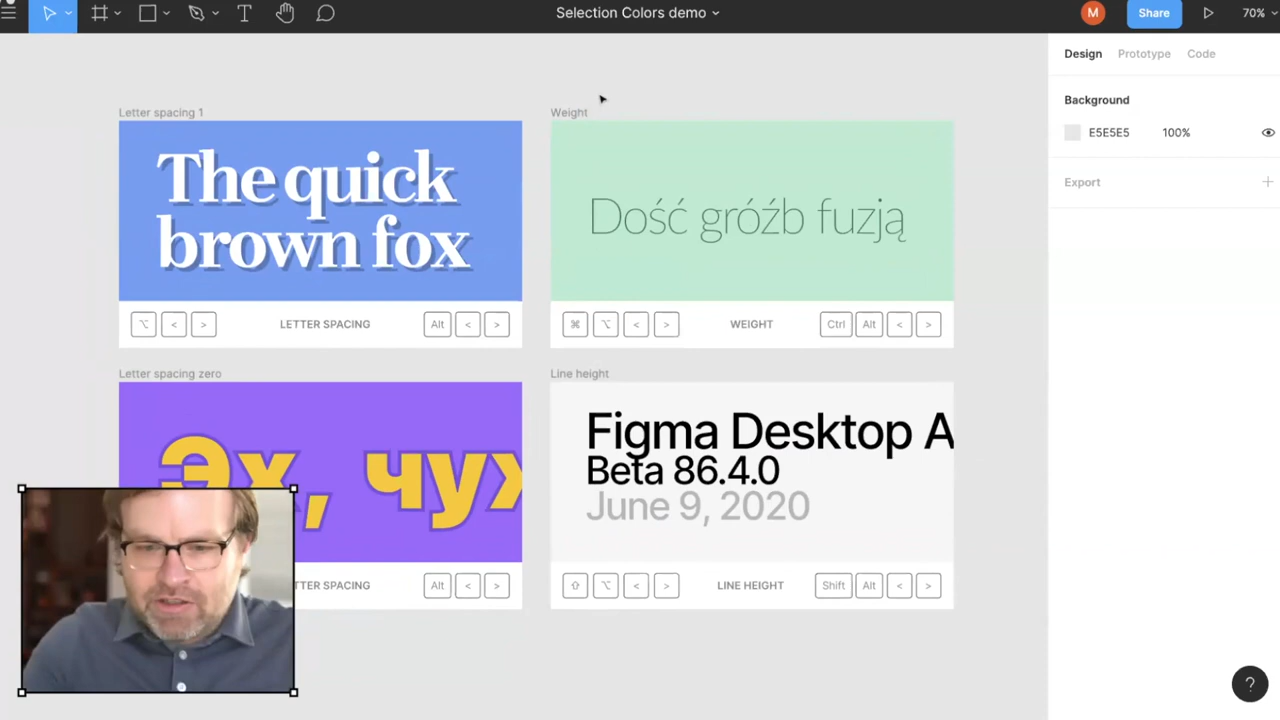 Selection Colors demo
M
Share
70%
Design Prototype Code
Background
E5E5E5 100%
Export
Letter spacing 1
The quick
brown fox
⌥ < > LETTER SPACING Alt < >
Weight
Dość gróźb fuzją
⌘ ⌥ < > WEIGHT Ctrl Alt < >
Letter spacing zero
Эх, чу
TTER SPACING Alt < >
Line height
Figma Desktop A
Beta 86.4.0
June 9, 2020
⇧ ⌥ < > LINE HEIGHT Shift Alt < >
?